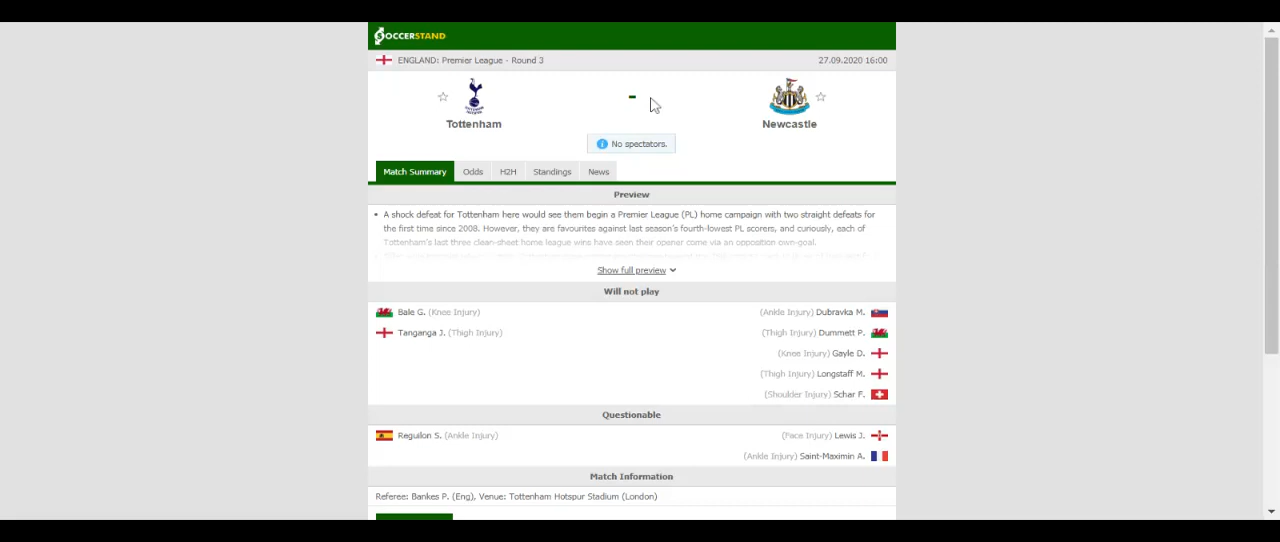 SOCCERSTAND
ENGLAND: Premier League - Round 3 27.09.2020 16:00
-
Tottenham Newcastle
No spectators.
Match Summary Odds H2H Standings News
Preview
A shock defeat for Tottenham here would see them begin a Premier League (PL) home campaign with two straight defeats for
the first time since 2008. However, they are favourites against last season's fourth-lowest PL scorers, and curiously, each of
Tottenham's last three clean-sheet home league wins have seen their opener come via an opposition own-goal.
Show full preview
Will not play
Bale G. (Knee Injury) (Ankle Injury) Dubravka M.
Tanganga J. (Thigh Injury) (Thigh Injury) Dummett P.
(Knee Injury) Gayle D.
(Thigh Injury) Longstaff M.
(Shoulder Injury) Schar F.
Questionable
Reguilon S. (Ankle Injury) (Face Injury) Lewis J.
(Ankle Injury) Saint-Maximin A.
Match Information
Referee: Bankes P. (Eng), Venue: Tottenham Hotspur Stadium (London)